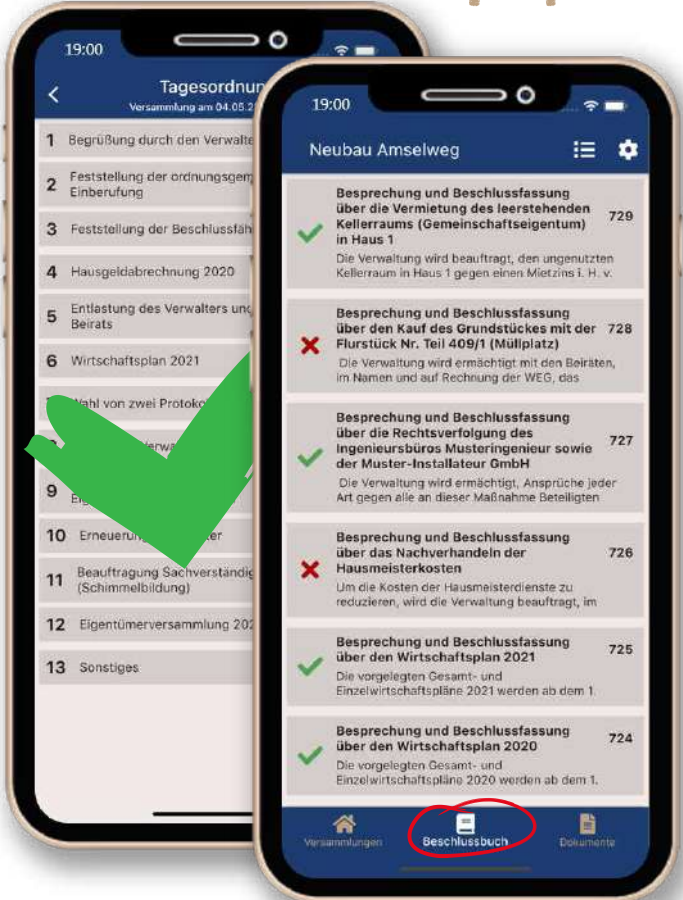 19:00
Tagesordnun
Versammlung am 04.05.2
1 Begrüßung durch den Verwalte
2 Feststellung der ordnungsgem
Einberufung
3 Feststellung der Beschlussfäh
4 Hausgeldabrechnung 2020
5 Entlastung des Verwalters und
Beirats
6 Wirtschaftsplan 2021
Wahl von zwei Protoko
9
10 Erneuerun
11 Beauftragung Sachverständig
(Schimmelbildung)
12 Eigentümerversammlung 202
13 Sonstiges
19:00
Neubau Amselweg
Besprechung und Beschlussfassung
über die Vermietung des leerstehenden
Kellerraums (Gemeinschaftseigentum)
in Haus 1
729
Die Verwaltung wird beauftragt, den ungenutzten
Kellerraum in Haus 1 gegen einen Mietzins i. H. v.
Besprechung und Beschlussfassung
über den Kauf des Grundstückes mit der
Flurstück Nr. Teil 409/1 (Müllplatz)
728
Die Verwaltung wird ermächtigt mit den Beiräten,
im Namen und auf Rechnung der WEG, das
Besprechung und Beschlussfassung
über die Rechtsverfolgung des
Ingenieursbüros Musteringenieur sowie
der Muster-Installateur GmbH
727
Die Verwaltung wird ermächtigt, Ansprüche jeder
Art gegen alle an dieser Maßnahme Beteiligten
Besprechung und Beschlussfassung
über das Nachverhandeln der
Hausmeisterkosten
726
Um die Kosten der Hausmeisterdienste zu
reduzieren, wird die Verwaltung beauftragt, im
Besprechung und Beschlussfassung
über den Wirtschaftsplan 2021
725
Die vorgelegten Gesamt- und
Einzelwirtschaftspläne 2021 werden ab dem 1.
Besprechung und Beschlussfassung
über den Wirtschaftsplan 2020
724
Die vorgelegten Gesamt- und
Einzelwirtschaftspläne 2020 werden ab dem 1.
Versammlungen
Beschlussbuch
Dokumente